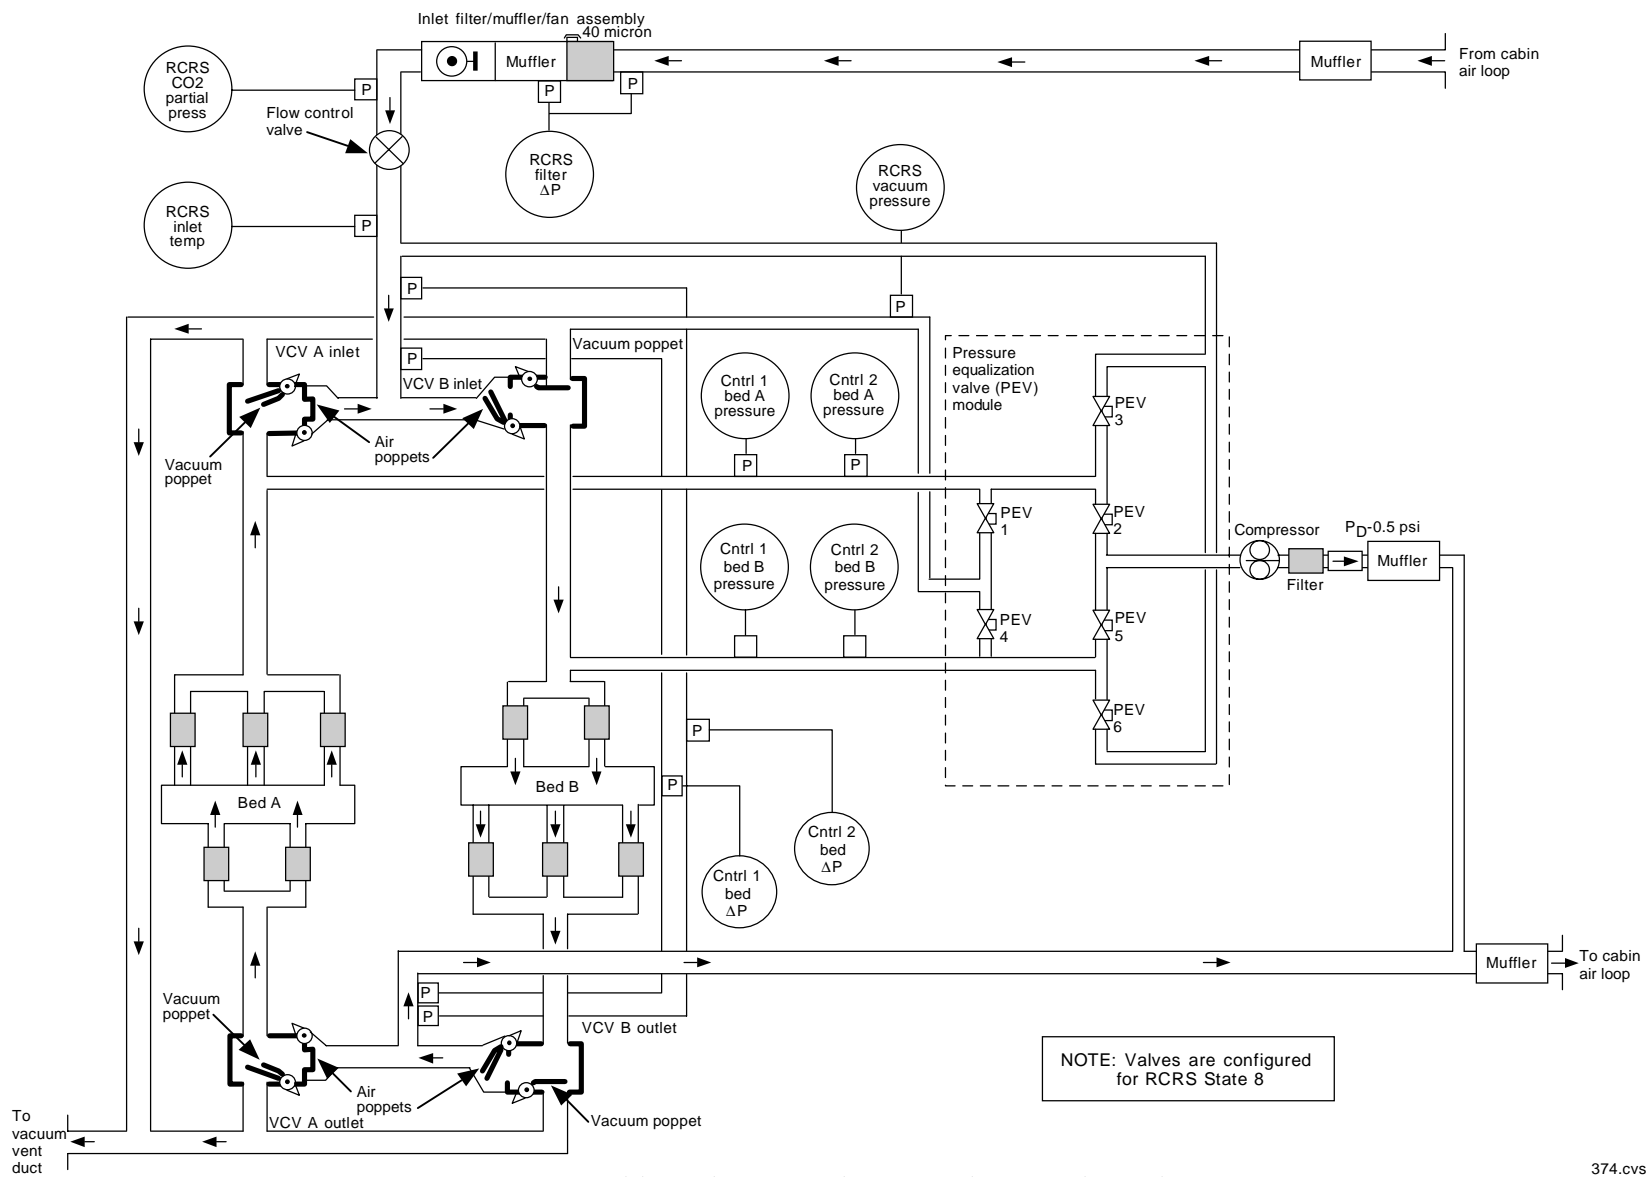 Inlet filter/muffler/fan assembly
40 micron
Muffler
Muffler
From cabin
air loop
RCRS
CO2
partial
press
P
P
P
Flow control
valve
RCRS
filter
ΔP
RCRS
vacuum
pressure
RCRS
inlet
temp
P
P
P
P
VCV A inlet
VCV B inlet
Vacuum poppet
Air
poppets
Vacuum
poppet
Cntrl 1
bed A
pressure
Cntrl 2
bed A
pressure
P
P
Pressure
equalization
valve (PEV)
module
PEV
3
PEV
1
PEV
2
Cntrl 1
bed B
pressure
Cntrl 2
bed B
pressure
PEV
4
PEV
5
PEV
6
Compressor
Filter
PD-0.5 psi
Muffler
Bed A
Bed B
P
P
Cntrl 2
bed
ΔP
Cntrl 1
bed
ΔP
Muffler
To cabin
air loop
P
P
Vacuum
poppet
VCV B outlet
Air
poppets
VCV A outlet
Vacuum poppet
NOTE: Valves are configured
for RCRS State 8
To
vacuum
vent
duct
374.cvs